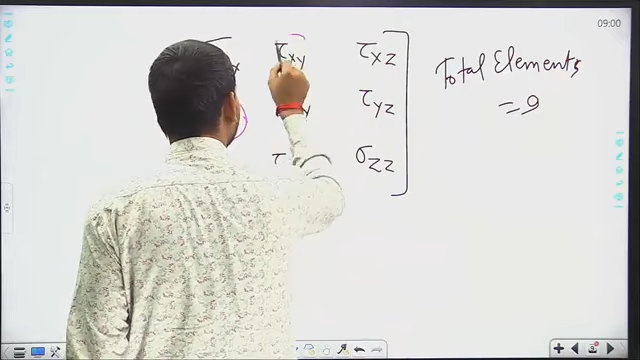 09:00
τxy τxz Total Elements
y τyz = 9
τ σzz